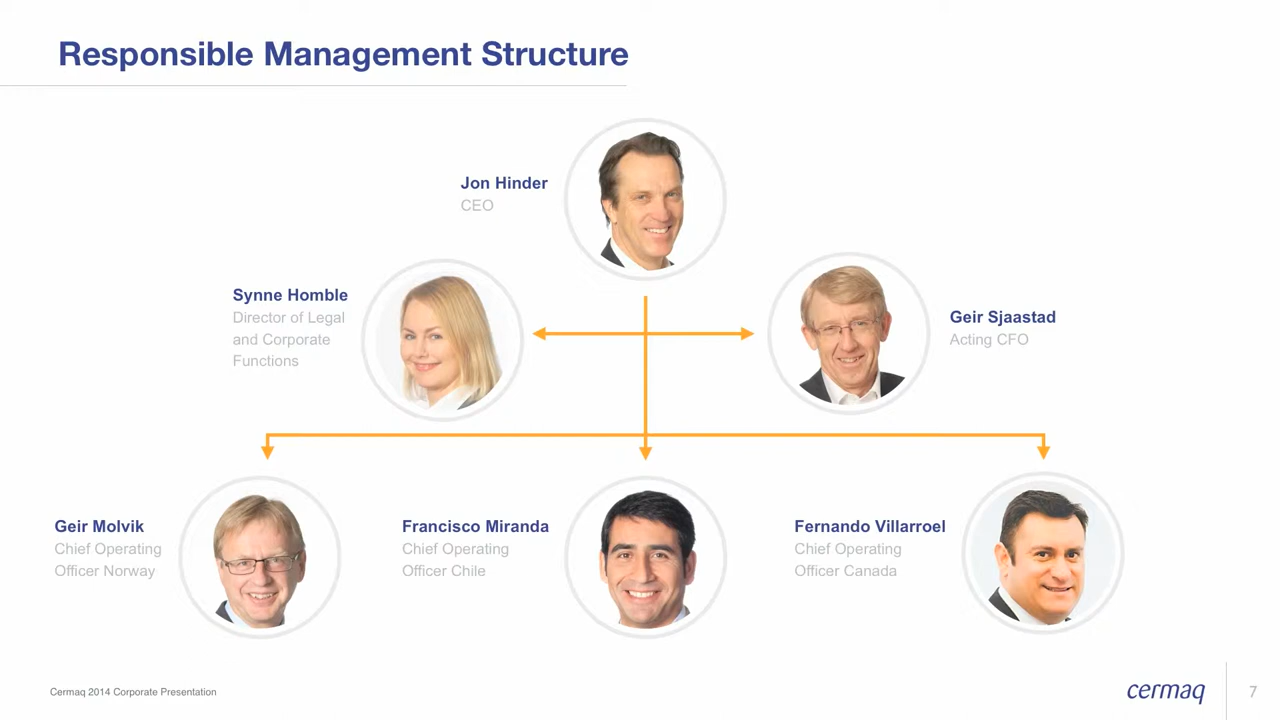 Responsible Management Structure
Jon Hinder
CEO
Synne Homble
Director of Legal
and Corporate
Functions
Geir Sjaastad
Acting CFO
Geir Molvik
Chief Operating
Officer Norway
Francisco Miranda
Chief Operating
Officer Chile
Fernando Villarroel
Chief Operating
Officer Canada
Cermaq 2014 Corporate Presentation
cermaq
7